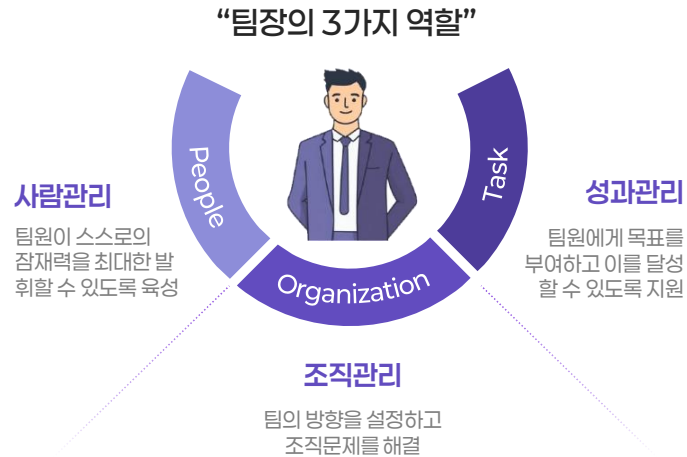 “팀장의 3가지 역할”
People
사람관리
팀원이 스스로의
잠재력을 최대한 발
휘할 수 있도록 육성
Organization
조직관리
팀의 방향을 설정하고
조직문제를 해결
Task
성과관리
팀원에게 목표를
부여하고 이를 달성
할 수 있도록 지원